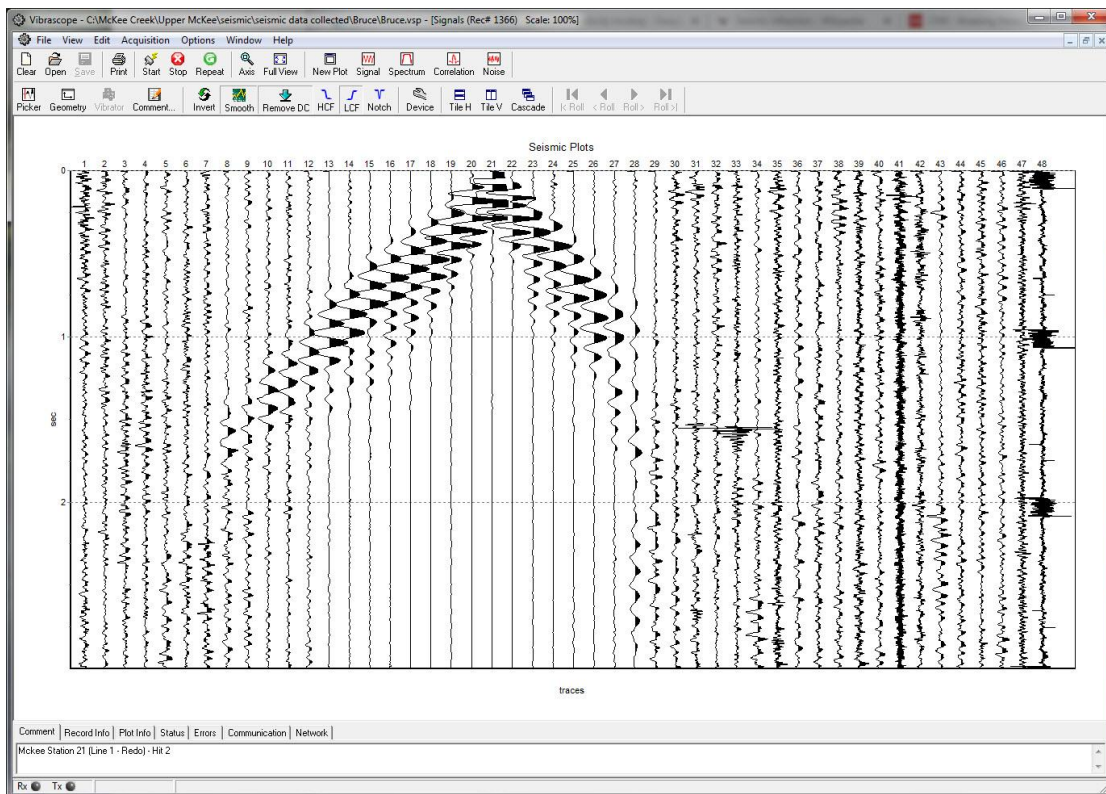 Vibrascope - C:\McKee Creek\Upper McKee\seismic\seismic data collected\Bruce\Bruce.vsp - [Signals (Rec# 1366) Scale: 100%]
File View Edit Acquisition Options Window Help
Clear Open Save Print Start Stop Repeat Axis Full View New Plot Signal Spectrum Correlation Noise
Picker Geometry Vibrator Comment... Invert Smooth Remove DC HCF LCF Notch Device Tile H Tile V Cascade |< Roll < Roll Roll > Roll >|
Seismic Plots
1 2 3 4 5 6 7 8 9 10 11 12 13 14 15 16 17 18 19 20 21 22 23 24 25 26 27 28 29 30 31 32 33 34 35 36 37 38 39 40 41 42 43 44 45 46 47 48
0
1
sec
2
traces
Comment Record Info Plot Info Status Errors Communication Network
Mckee Station 21 (Line 1 - Redo) - Hit 2
Rx Tx